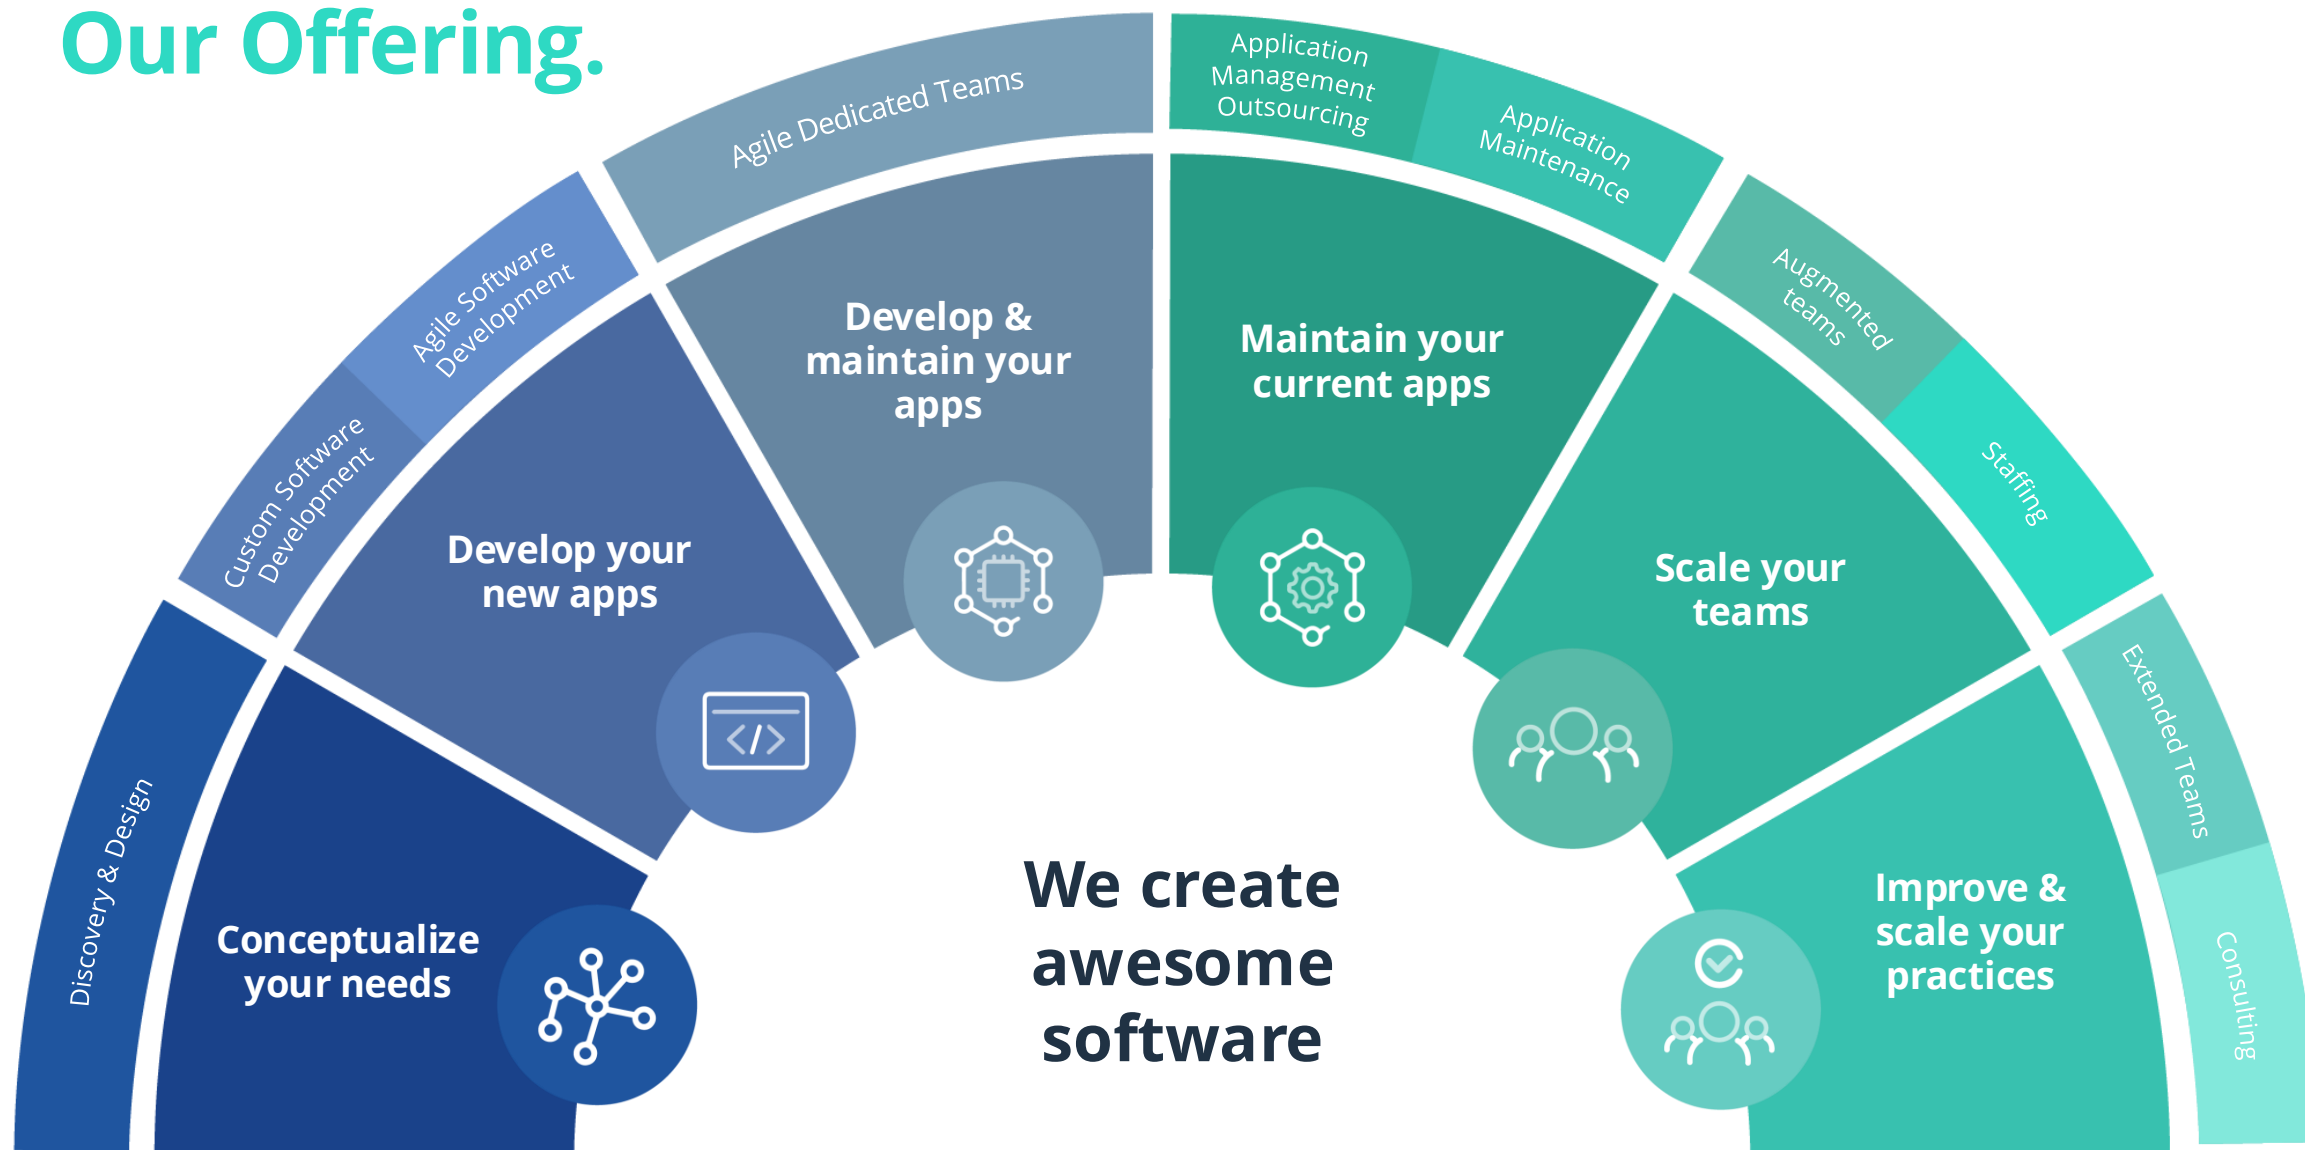 Our Offering.
Discovery & Design
Conceptualize
your needs
Custom Software
Development
Agile Software
Development
Develop your
new apps
Agile Dedicated Teams
Develop &
maintain your
apps
Application
Management
Outsourcing
Application
Maintenance
Maintain your
current apps
Augmented
teams
Staffing
Scale your
teams
Extended Teams
Consulting
Improve &
scale your
practices
We create
awesome
software